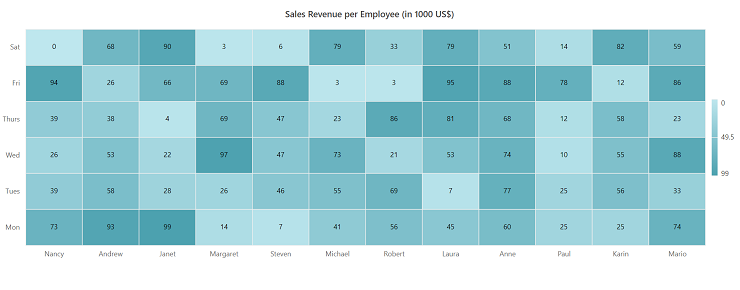 Sales Revenue per Employee (in 1000 US$)
Sat 0 68 90 3 6 79 33 79 51 14 82 59
Fri 94 26 66 69 88 3 3 95 88 78 12 86
Thurs 39 38 4 69 47 23 86 81 68 12 58 23
Wed 26 53 22 97 47 73 21 53 74 10 55 88
Tues 39 58 28 26 46 55 69 7 77 25 56 33
Mon 73 93 99 14 7 41 56 45 60 25 25 74
Nancy Andrew Janet Margaret Steven Michael Robert Laura Anne Paul Karin Mario
0
49.5
99